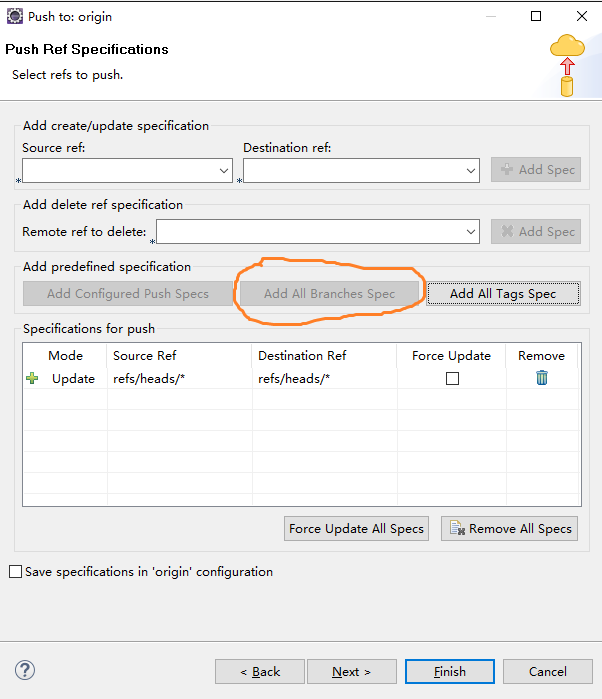 Push to: origin
Push Ref Specifications
Select refs to push.
Add create/update specification
Source ref: Destination ref:
* * Add Spec
Add delete ref specification
Remote ref to delete: * Add Spec
Add predefined specification
Add Configured Push Specs Add All Branches Spec Add All Tags Spec
Specifications for push
Mode Source Ref Destination Ref Force Update Remove
Update refs/heads/* refs/heads/*
Force Update All Specs Remove All Specs
Save specifications in 'origin' configuration
? < Back Next > Finish Cancel